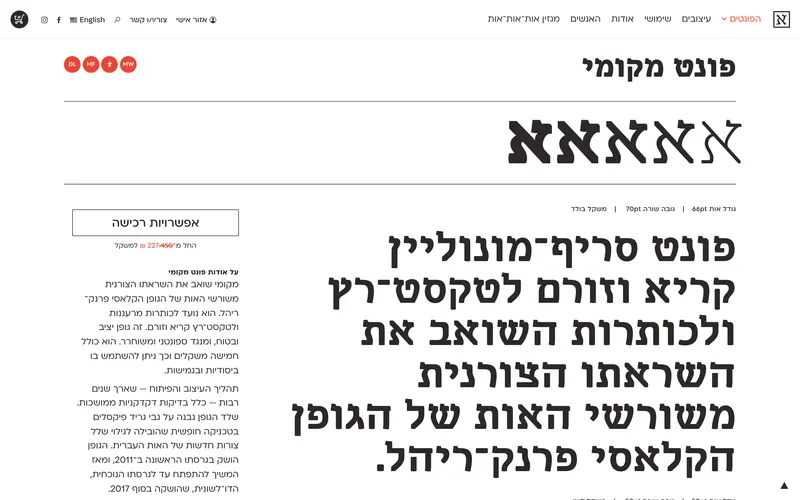 א
הפונטים
עיצובים
שימושי
אודות
האנשים
מגזין אות־אות־אות
אזור אישי
צור׳/ו קשר
English
פונט מקומי
MW
MF
DL
אאאאא
גודל אות 66pt | גובה שורה 70pt | משקל בולד
פונט סריף־מונוליין
קריא וזורם לטקסט־רץ
ולכותרות השואב את
השראתו הצורנית
משורשי האות של הגופן
הקלאסי פרנק־ריהל.
אפשרויות רכישה
החל מ־450 227 ₪ למשקל
על אודות פונט מקומי
מקומי שואב את השראתו הצורנית
משורשי האות של הגופן הקלאסי פרנק־
ריהל. הוא נועד לכותרות מרעננות
ולטקסט־רץ קריא וזורם. זה גופן יציב
ובטוח, ומנגד ספונטני ומשוחרר. הוא כולל
חמישה משקלים וכך ניתן להשתמש בו
ביסודיות ובגמישות.
תהליך העיצוב והפיתוח — שארך שנים
רבות — כלל בדיקות דקדקניות ממושכות.
שלד הגופן נבנה על גבי גריד פיקסלים
בטכניקה חופשית שהובילה לגילוי שלל
צורות חדשות של האות העברית. הגופן
הושק בגרסתו הראשונה ב־2011, ומאז
המשיך להתפתח עד לגרסתו הנוכחית,
הדו־לשונית, שהושקה בסוף 2017.